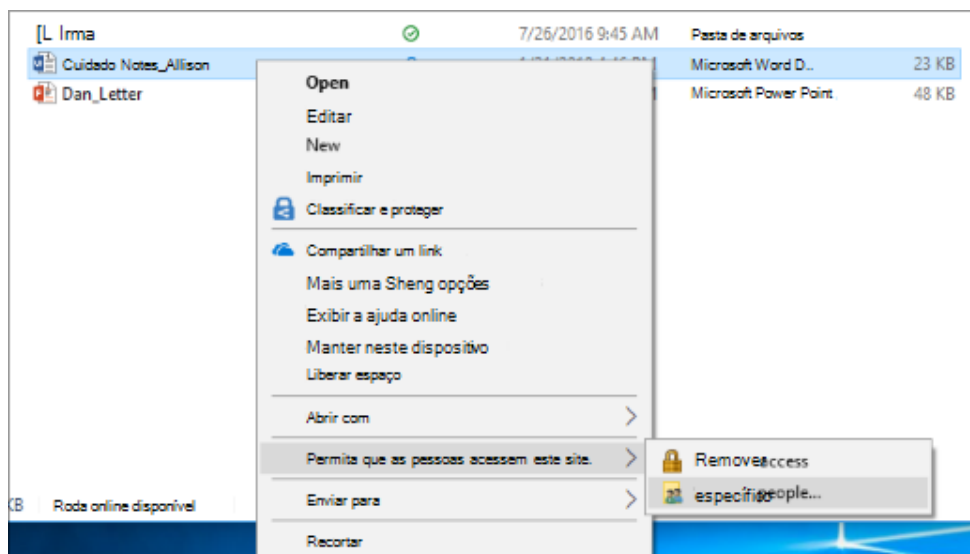 [L Irma 7/26/2016 9:45 AM Pasta de arquivos
Cuidado Notes_Allison Microsoft Word D... 23 KB
Dan_Letter Microsoft Power Point 48 KB
Open
Editar
New
Imprimir
Classificar e proteger
Compartilhar um link
Mais uma Sheng opções
Exibir a ajuda online
Manter neste dispositivo
Liberar espaço
Abrir com
Permita que as pessoas acessem este site.
Remover access
específico people...
KB Roda online disponível
Enviar para
Recortar